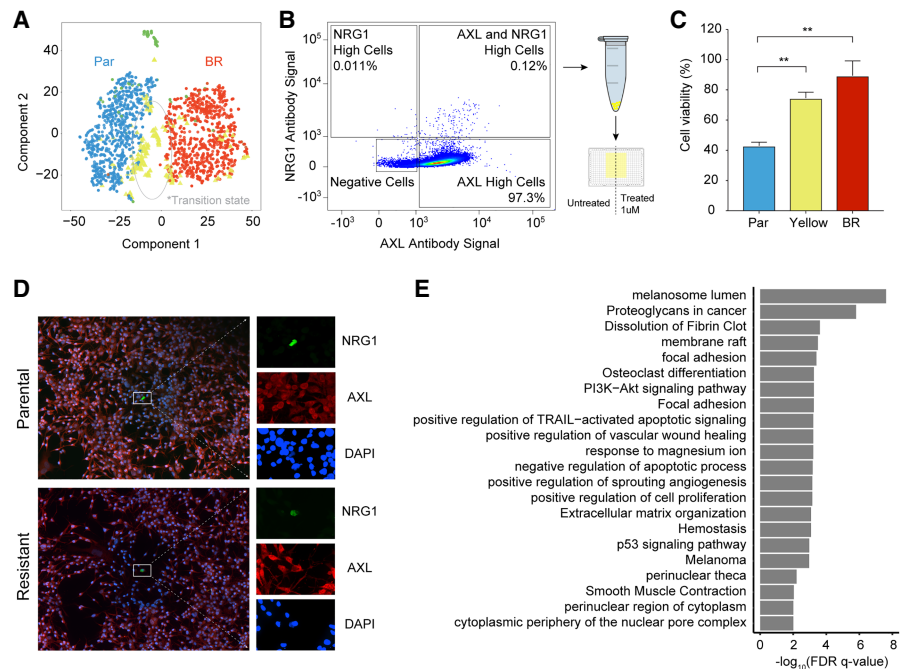 A
Component 2
40
20
0
−20
Par
BR
*Transition state
−50
−25
0
25
50
Component 1
B
NRG1 Antibody Signal
10^5
10^4
10^3
0
-10^3
NRG1
High Cells
0.011%
AXL and NRG1
High Cells
0.12%
Negative Cells
AXL High Cells
97.3%
-10^3
0
10^3
10^4
10^5
AXL Antibody Signal
Untreated
Treated
1uM
C
Cell viability (%)
120
100
80
60
40
20
0
**
**
Par
Yellow
BR
D
Parental
NRG1
AXL
DAPI
Resistant
NRG1
AXL
DAPI
E
melanosome lumen
Proteoglycans in cancer
Dissolution of Fibrin Clot
membrane raft
focal adhesion
Osteoclast differentiation
PI3K−Akt signaling pathway
Focal adhesion
positive regulation of TRAIL−activated apoptotic signaling
positive regulation of vascular wound healing
response to magnesium ion
negative regulation of apoptotic process
positive regulation of sprouting angiogenesis
positive regulation of cell proliferation
Extracellular matrix organization
Hemostasis
p53 signaling pathway
Melanoma
perinuclear theca
Smooth Muscle Contraction
perinuclear region of cytoplasm
cytoplasmic periphery of the nuclear pore complex
0
2
4
6
8
-log10(FDR q-value)